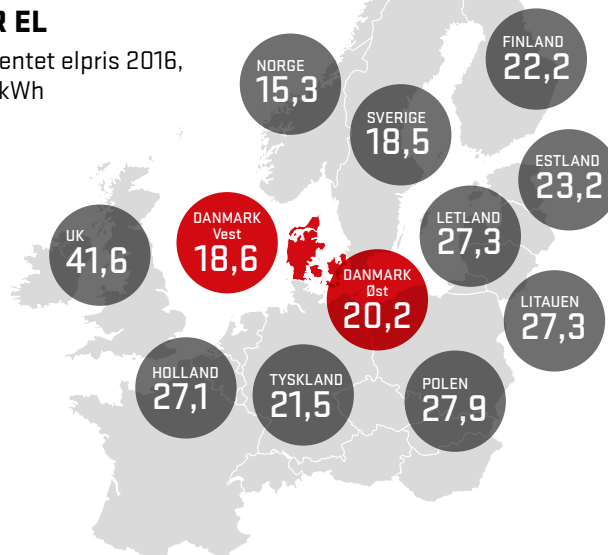 R EL
entet elpris 2016,
kWh
FINLAND
22,2
NORGE
15,3
SVERIGE
18,5
ESTLAND
23,2
DANMARK
Vest
18,6
LETLAND
27,3
UK
41,6
DANMARK
Øst
20,2
LITAUEN
27,3
HOLLAND
27,1
TYSKLAND
21,5
POLEN
27,9